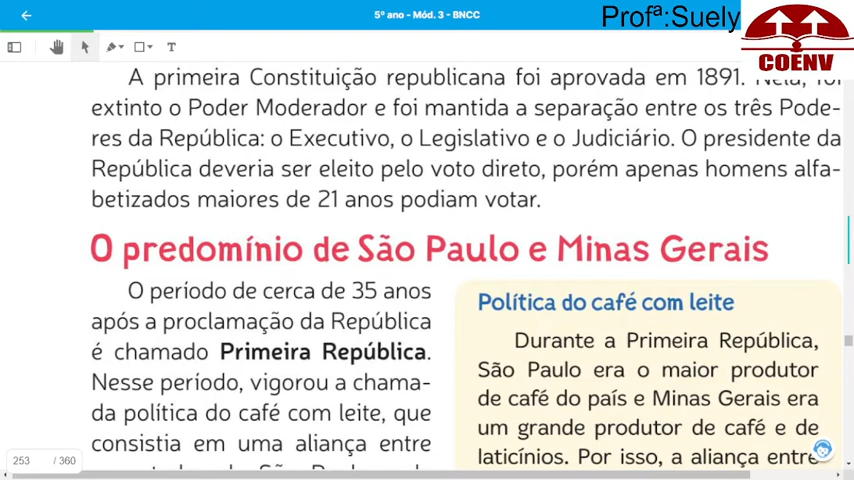 5º ano - Mód. 3 - BNCC
Profª:Suely
COENV
T
A primeira Constituição republicana foi aprovada em 1891. Nela, foi
extinto o Poder Moderador e foi mantida a separação entre os três Pode-
res da República: o Executivo, o Legislativo e o Judiciário. O presidente da
República deveria ser eleito pelo voto direto, porém apenas homens alfa-
betizados maiores de 21 anos podiam votar.
O predomínio de São Paulo e Minas Gerais
O período de cerca de 35 anos
após a proclamação da República
é chamado Primeira República.
Nesse período, vigorou a chama-
da política do café com leite, que
consistia em uma aliança entre
Política do café com leite
Durante a Primeira República,
São Paulo era o maior produtor
de café do país e Minas Gerais era
um grande produtor de café e de
laticínios. Por isso, a aliança entre
253 / 360